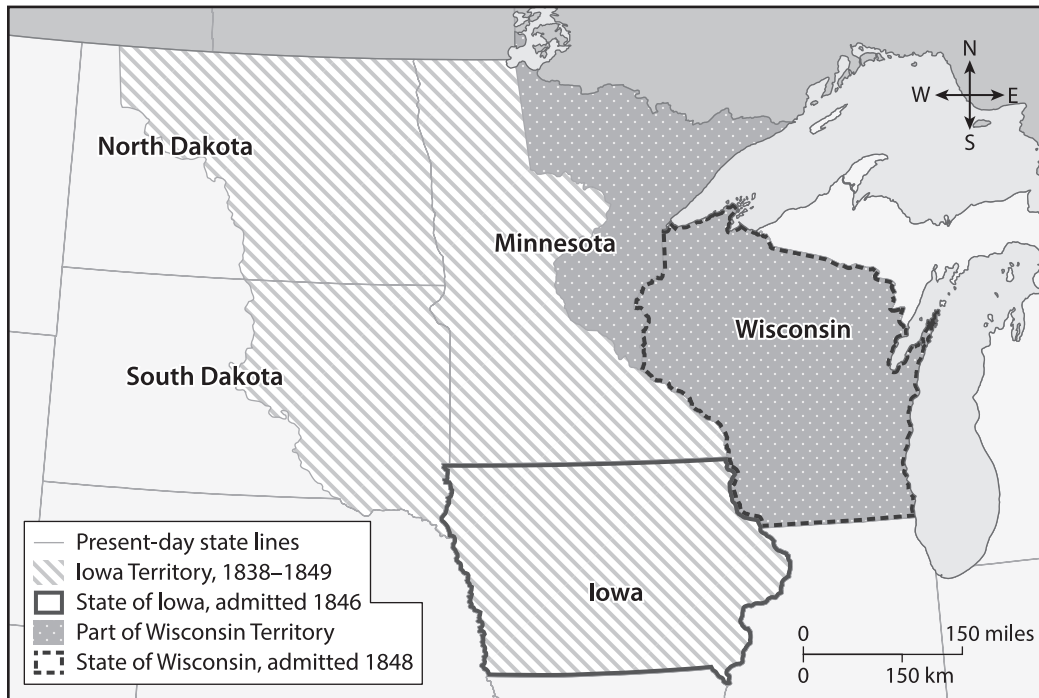 N
W E
S
North Dakota
Minnesota
Wisconsin
South Dakota
Iowa
Present-day state lines
Iowa Territory, 1838–1849
State of Iowa, admitted 1846
Part of Wisconsin Territory
State of Wisconsin, admitted 1848
0 150 miles
0 150 km